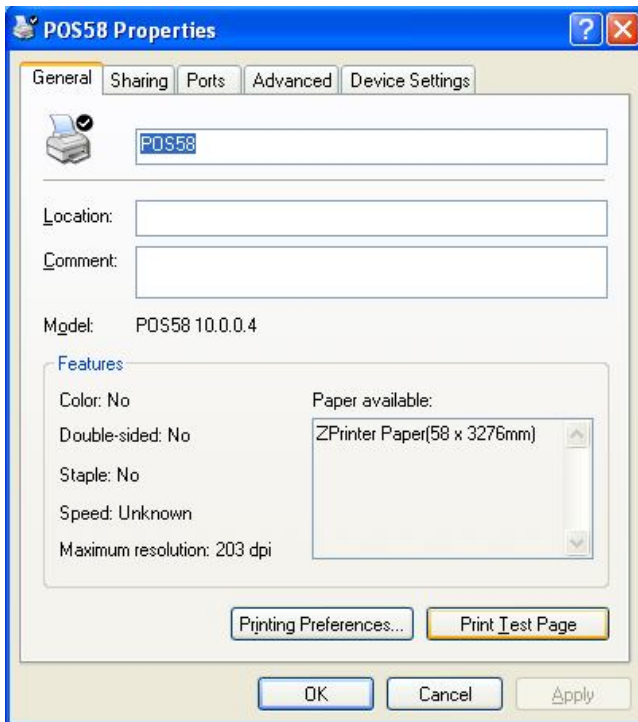 POS58 Properties
General Sharing Ports Advanced Device Settings
POS58
Location:
Comment:
Model: POS58 10.0.0.4
Features
Color: No Paper available:
Double-sided: No ZPrinter Paper(58 x 3276mm)
Staple: No
Speed: Unknown
Maximum resolution: 203 dpi
Printing Preferences... Print Test Page
OK Cancel Apply